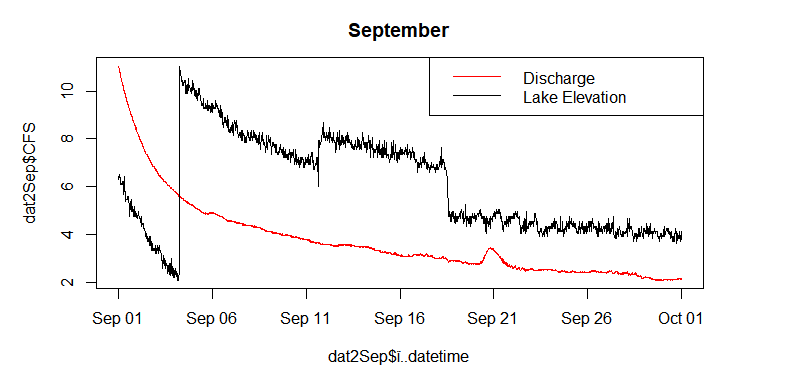 September
Discharge
Lake Elevation
dat2Sep$CFS
10
8
6
4
2
Sep 01 Sep 06 Sep 11 Sep 16 Sep 21 Sep 26 Oct 01
dat2Sep$ï..datetime